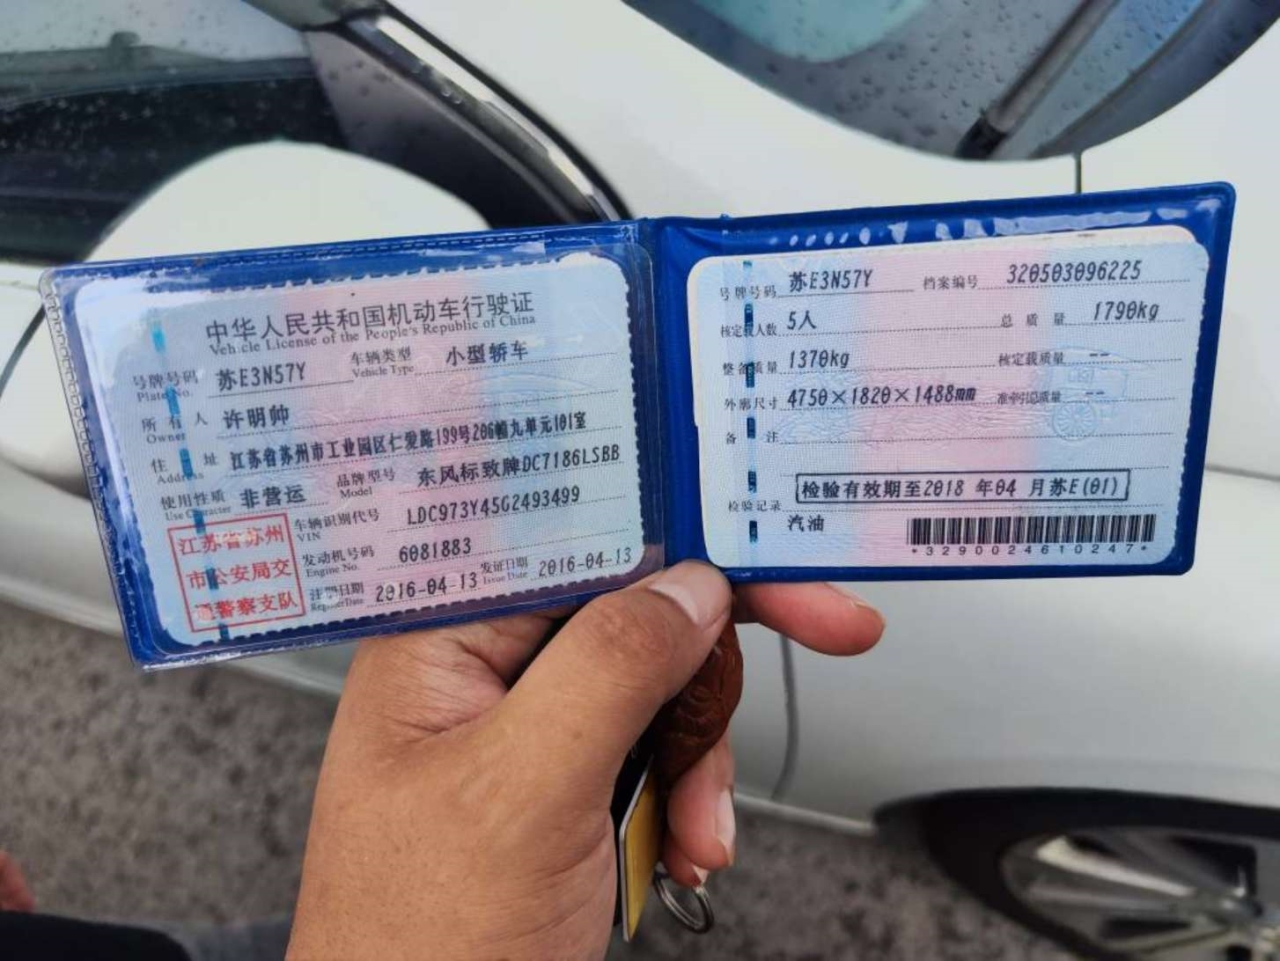 中华人民共和国机动车行驶证
Vehicle License of the People's Republic of China
号牌号码 苏E3N57Y 车辆类型 小型轿车
Plate No. Vehicle Type
所有人 许明帅
Owner
住址 江苏省苏州市工业园区仁爱路199号206幢九单元101室
Address
使用性质 非营运 品牌型号 东风标致牌DC7186LSBB
Use Character Model
车辆识别代号 LDC973Y45G2493499
VIN
发动机号码 6081883
Engine No.
注册日期 2016-04-13 发证日期 2016-04-13
Register Date Issue Date
江苏省苏州
市公安局交
通警察支队
号牌号码 苏E3N57Y 档案编号 320503096225
核定载人数 5人 总质量 1790kg
整备质量 1370kg 核定载质量 --
外廓尺寸 4750×1820×1488mm 准牵引总质量 --
备注
检验记录 检验有效期至2018 年04 月苏E(01)
汽油
*3290024610247*